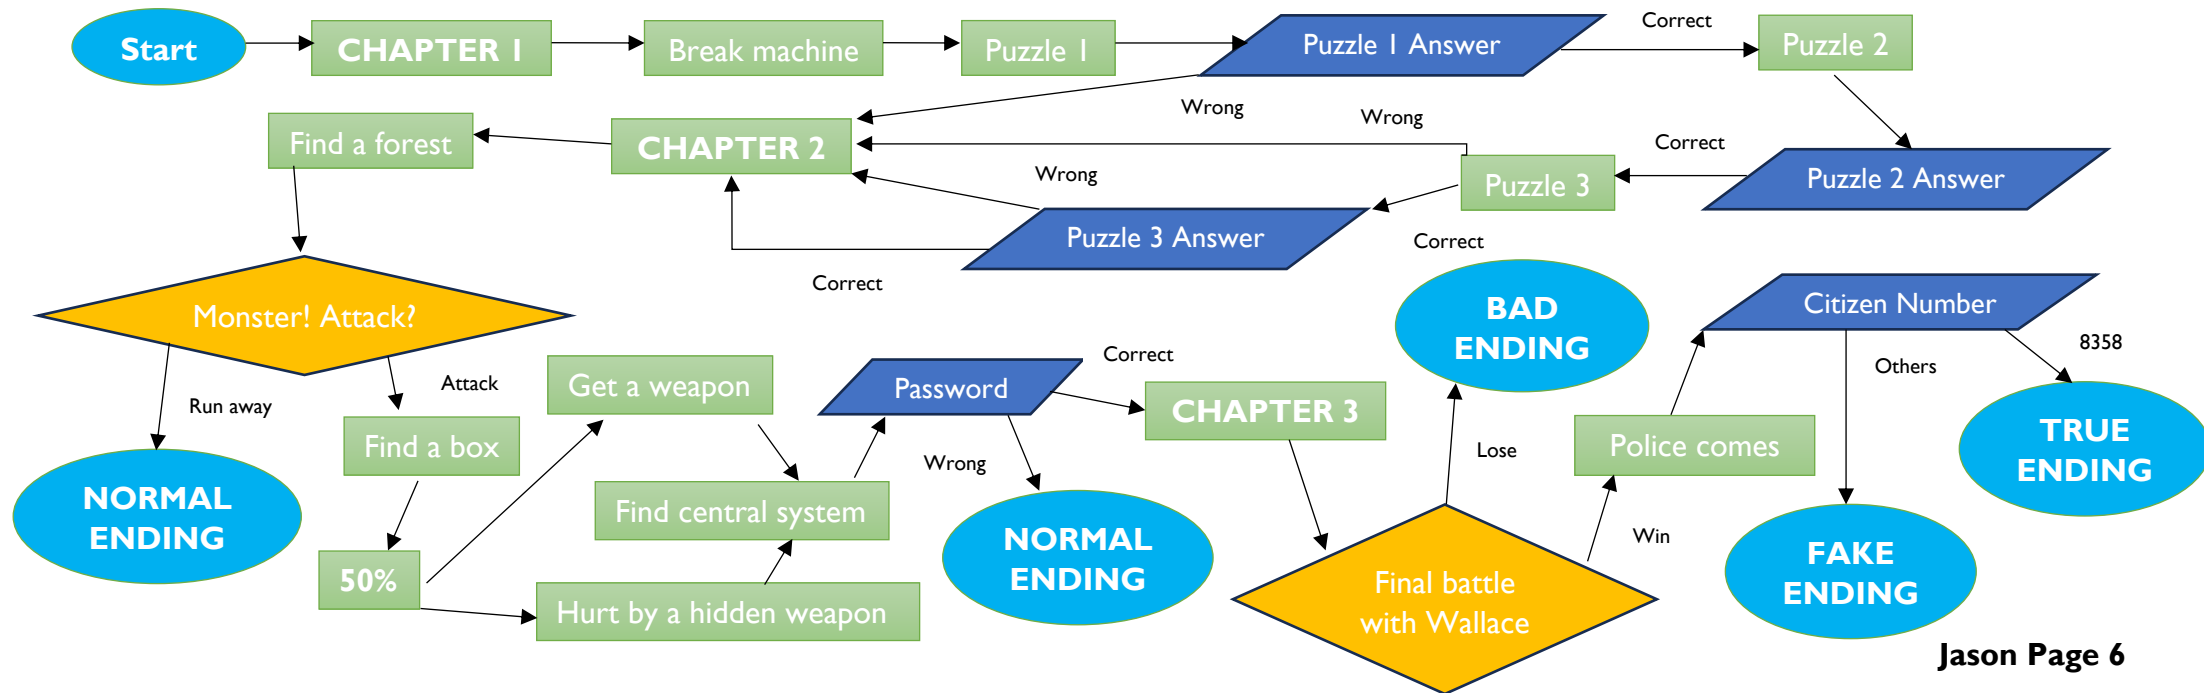 Start
CHAPTER 1
Break machine
Puzzle 1
Puzzle 1 Answer
Correct
Puzzle 2
Wrong
Wrong
Find a forest
CHAPTER 2
Wrong
Correct
Puzzle 3
Puzzle 2 Answer
Puzzle 3 Answer
Correct
Correct
Monster! Attack?
Run away
Attack
NORMAL
ENDING
Find a box
50%
Get a weapon
Hurt by a hidden weapon
Find central system
Password
Correct
Wrong
NORMAL
ENDING
CHAPTER 3
Final battle
with Wallace
Lose
BAD
ENDING
Win
Police comes
Citizen Number
Others
8358
FAKE
ENDING
TRUE
ENDING
Jason Page 6